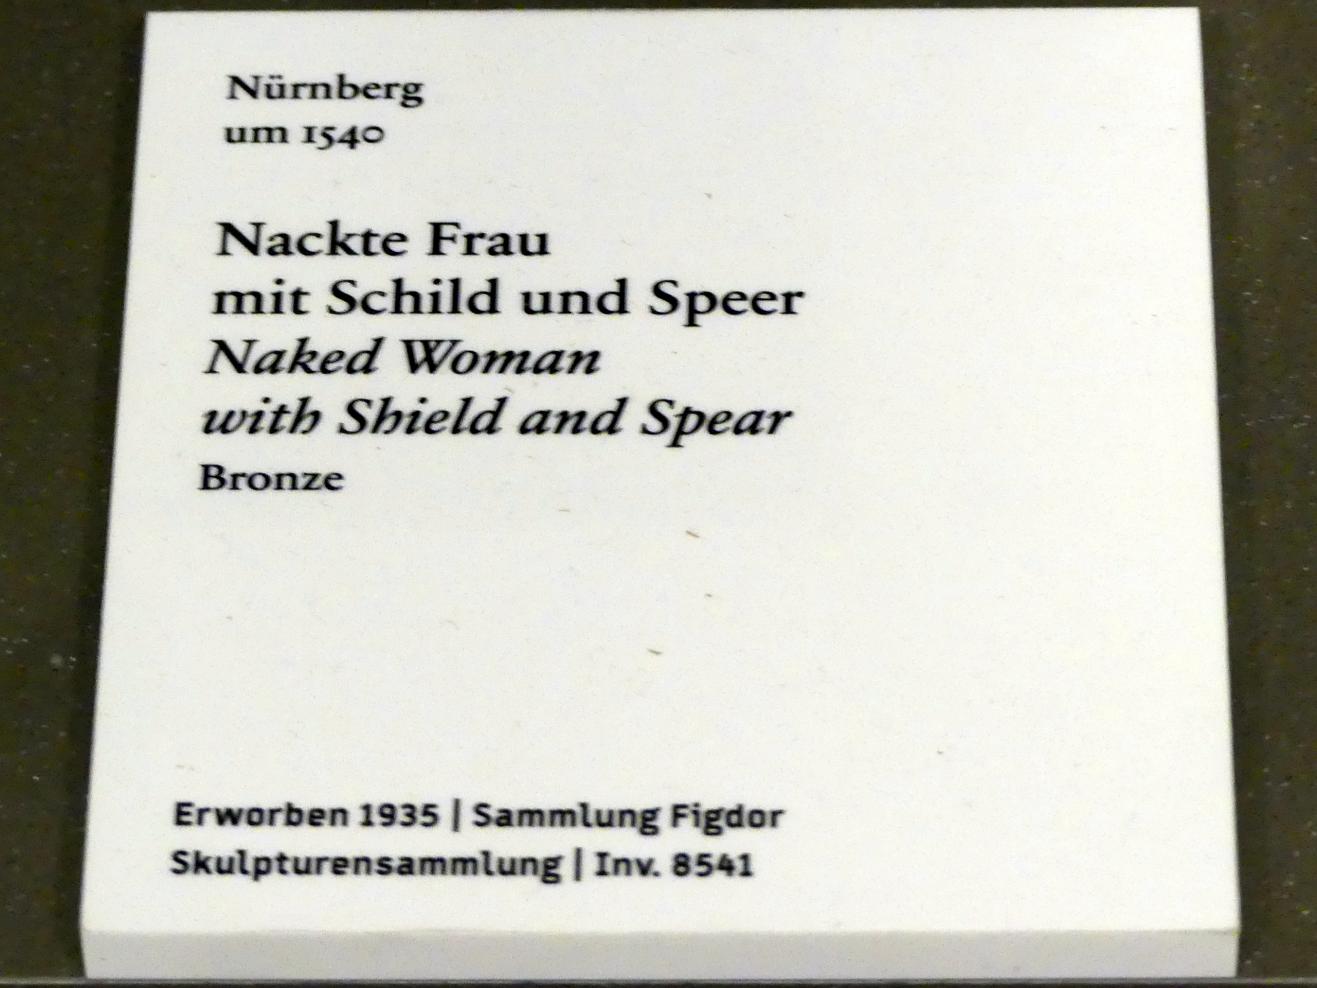 Nürnberg
um 1540
Nackte Frau
mit Schild und Speer
Naked Woman
with Shield and Spear
Bronze
Erworben 1935 | Sammlung Figdor
Skulpturensammlung | Inv. 8541